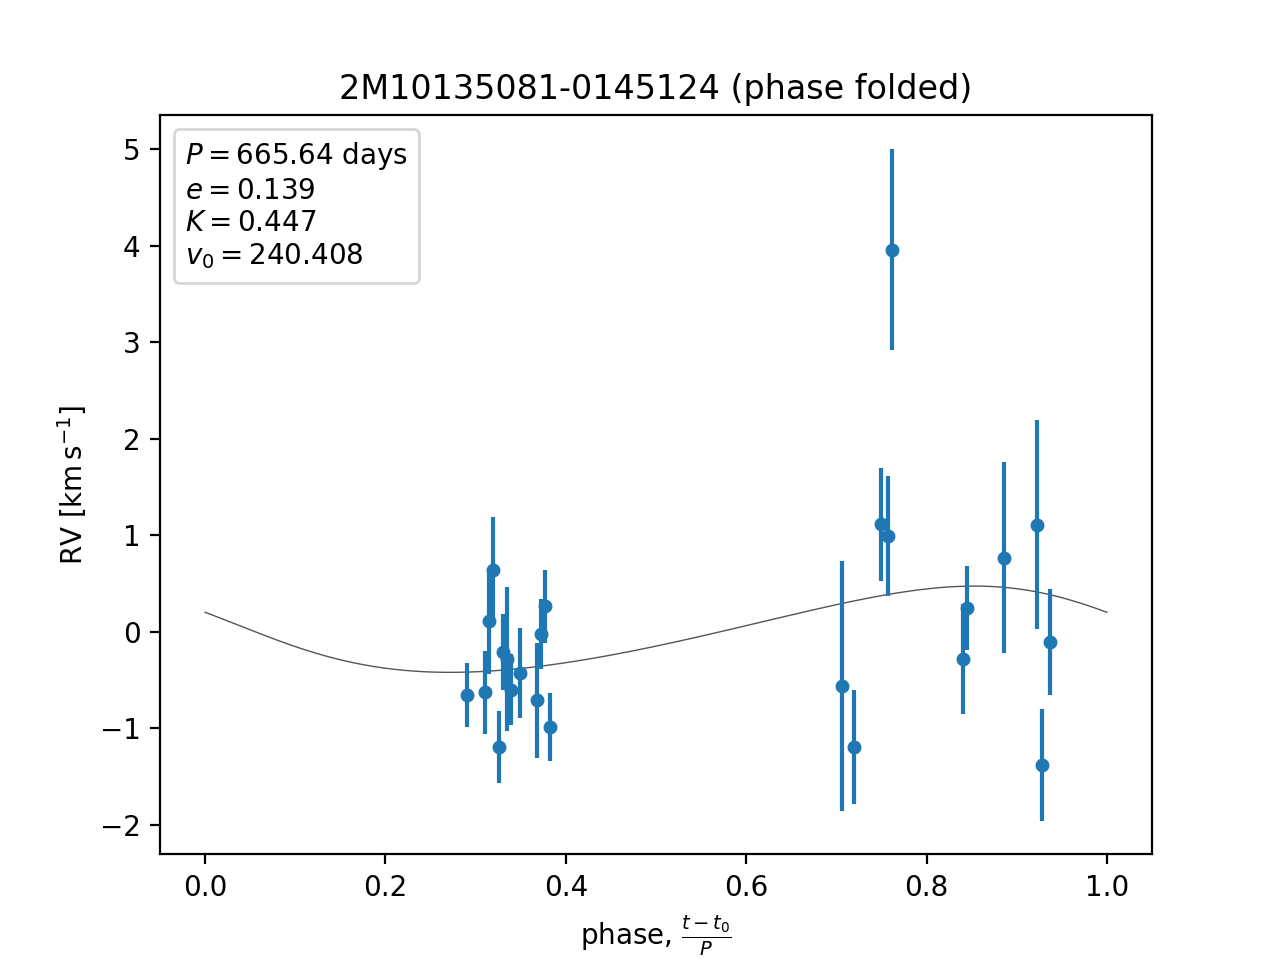 2M10135081-0145124 (phase folded)
P = 665.64 days
e = 0.139
K = 0.447
v₀ = 240.408
5
4
3
2
1
0
−1
−2
RV [km s⁻¹]
0.0 0.2 0.4 0.6 0.8 1.0
phase, (t − t₀)/P